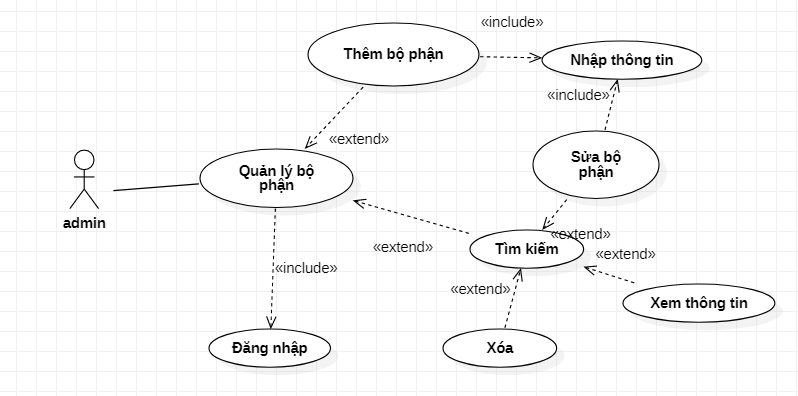 «include»
Thêm bộ phận
Nhập thông tin
«include»
«extend»
Quản lý bộ
phận
Sửa bộ
phận
admin
«extend»
«extend»
Tìm kiếm
«extend»
«include»
«extend»
Xem thông tin
Đăng nhập
Xóa